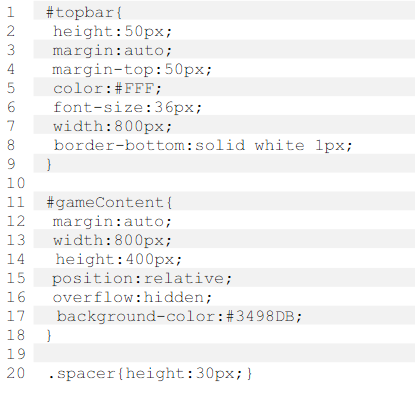 1 #topbar{
2 height:50px;
3 margin:auto;
4 margin-top:50px;
5 color:#FFF;
6 font-size:36px;
7 width:800px;
8 border-bottom:solid white 1px;
9 }
10
11 #gameContent{
12 margin:auto;
13 width:800px;
14 height:400px;
15 position:relative;
16 overflow:hidden;
17 background-color:#3498DB;
18 }
19
20 .spacer{height:30px;}